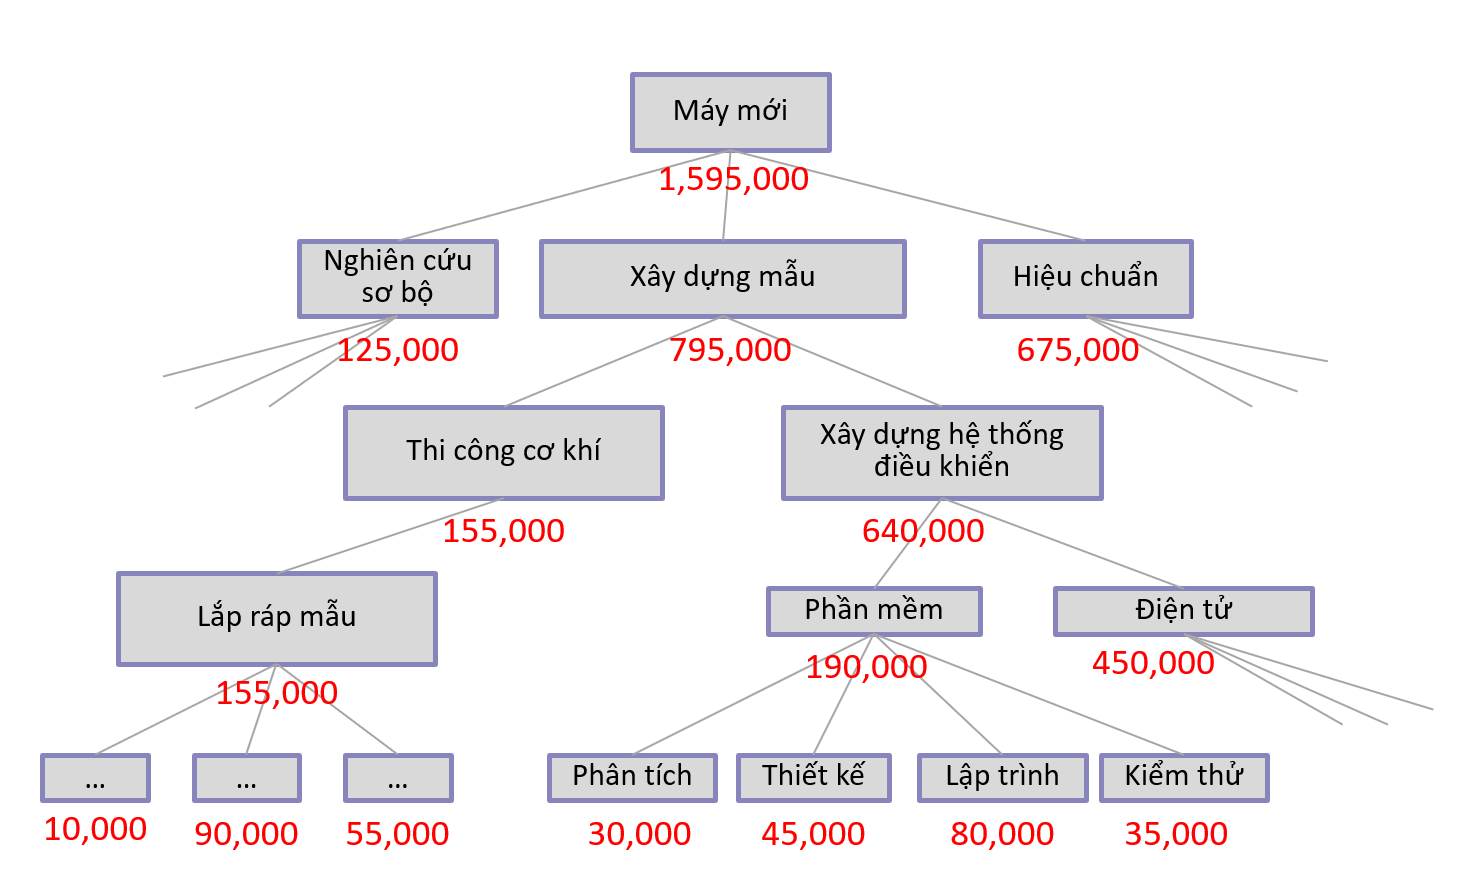 Máy mới
1,595,000
Nghiên cứu
sơ bộ
Xây dựng mẫu
Hiệu chuẩn
125,000
795,000
675,000
Thi công cơ khí
Xây dựng hệ thống
điều khiển
155,000
640,000
Lắp ráp mẫu
Phần mềm
Điện tử
155,000
190,000
450,000
...
...
...
Phân tích
Thiết kế
Lập trình
Kiểm thử
10,000
90,000
55,000
30,000
45,000
80,000
35,000